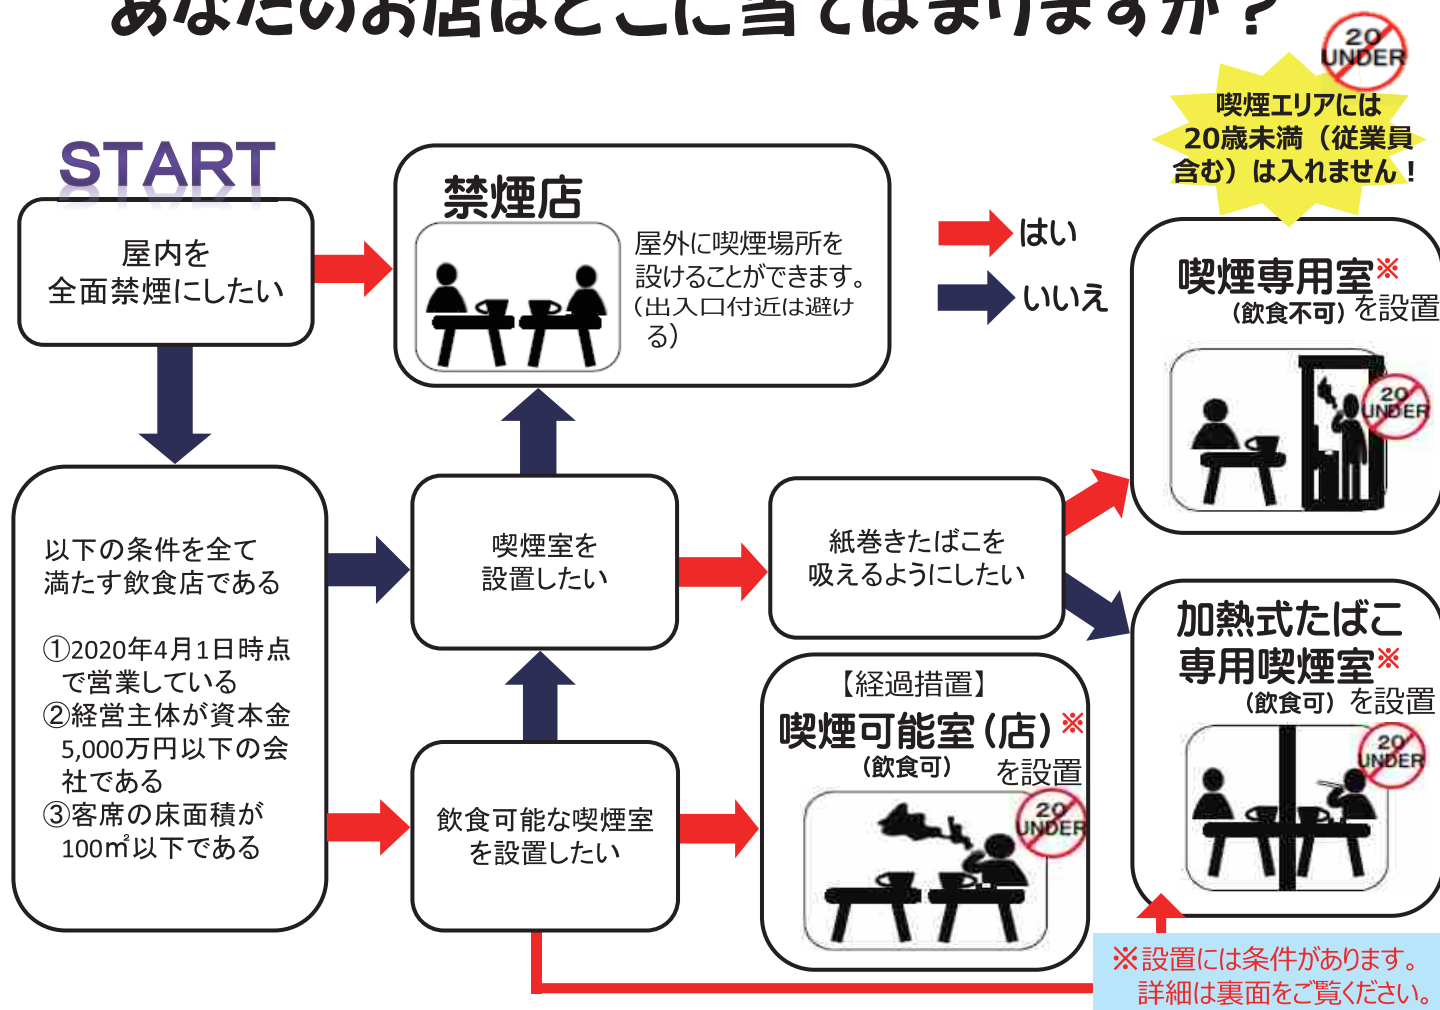 あなたのお店はどこに当てはまりますか？
20
UNDER
喫煙エリアには
20歳未満（従業員
含む）は入れません！
START
屋内を
全面禁煙にしたい
禁煙店
屋外に喫煙場所を
設けることができます。
（出入口付近は避け
る）
はい
いいえ
喫煙専用室※
（飲食不可）を設置
20
UNDER
以下の条件を全て
満たす飲食店である
①2020年4月1日時点
で営業している
②経営主体が資本金
5,000万円以下の会
社である
③客席の床面積が
100㎡以下である
喫煙室を
設置したい
紙巻きたばこを
吸えるようにしたい
加熱式たばこ
専用喫煙室※
（飲食可）を設置
20
UNDER
飲食可能な喫煙室
を設置したい
【経過措置】
喫煙可能室（店）※
（飲食可）を設置
20
UNDER
※設置には条件があります。
詳細は裏面をご覧ください。